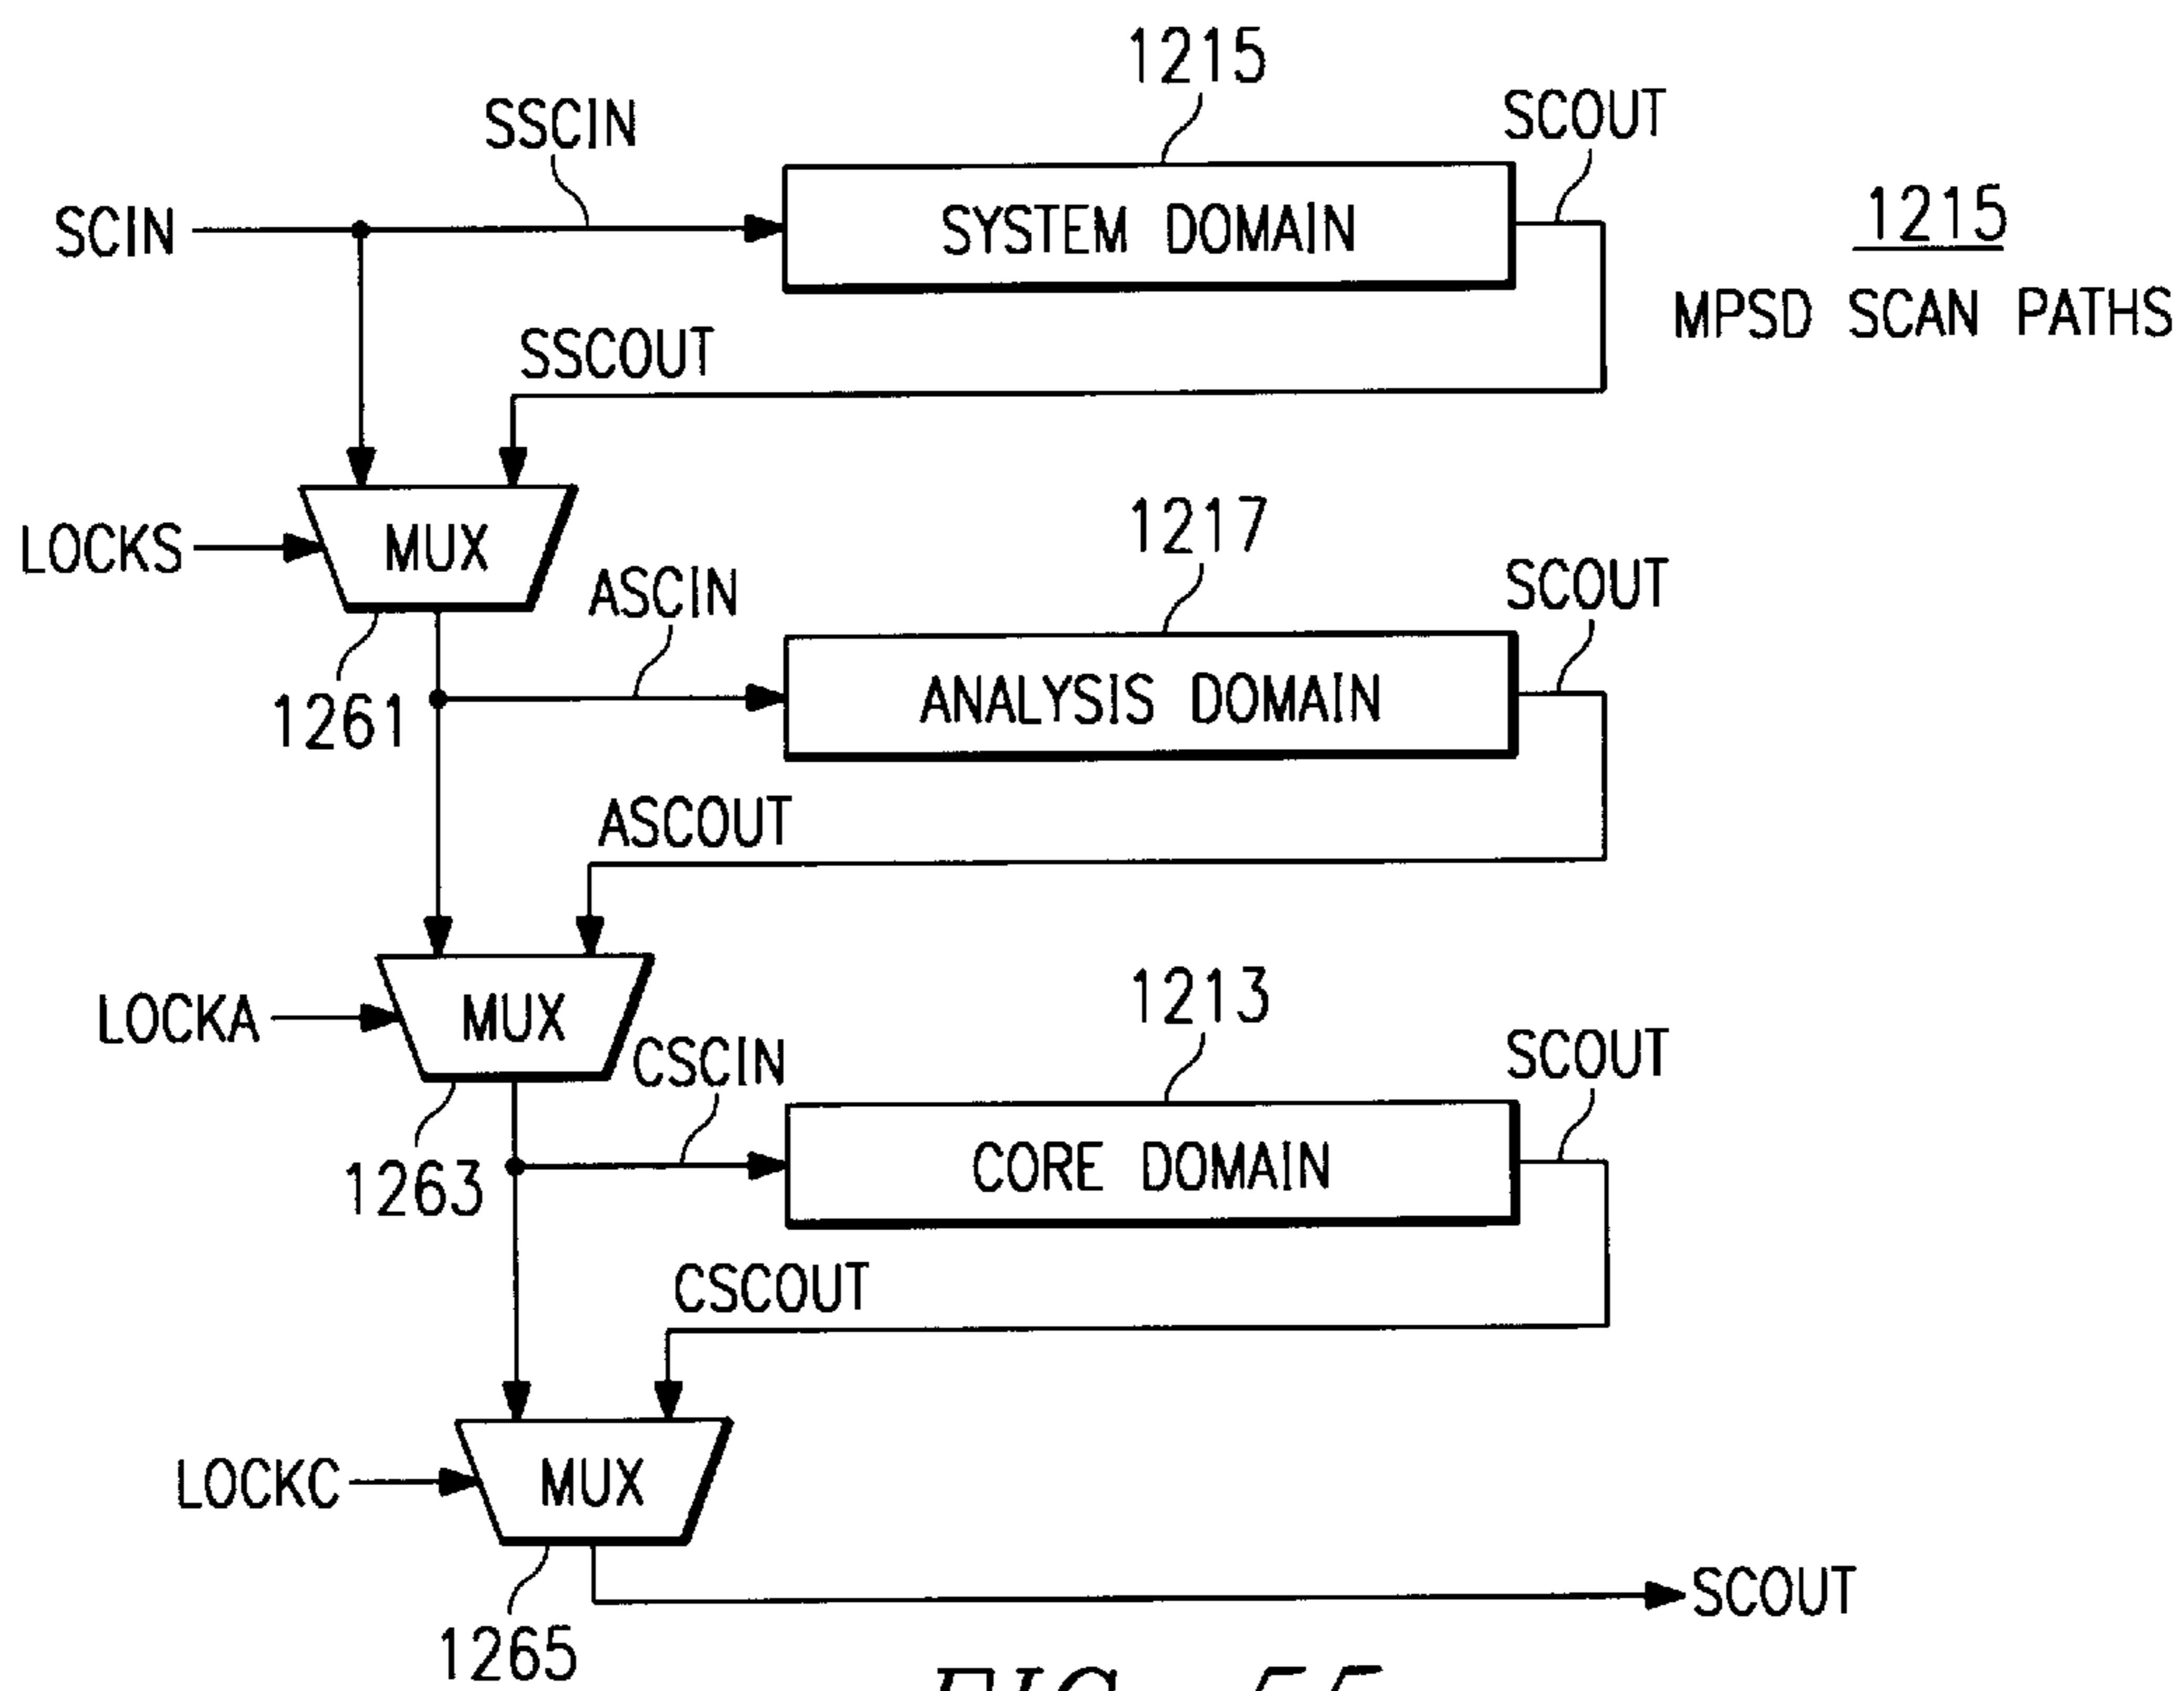 1215
SSCIN
SCOUT
SCIN
SYSTEM DOMAIN
1215
MPSD SCAN PATHS
SSCOUT
LOCKS
MUX
1217
ASCIN
SCOUT
1261
ANALYSIS DOMAIN
ASCOUT
LOCKA
MUX
1213
CSCIN
SCOUT
1263
CORE DOMAIN
CSCOUT
LOCKC
MUX
SCOUT
1265